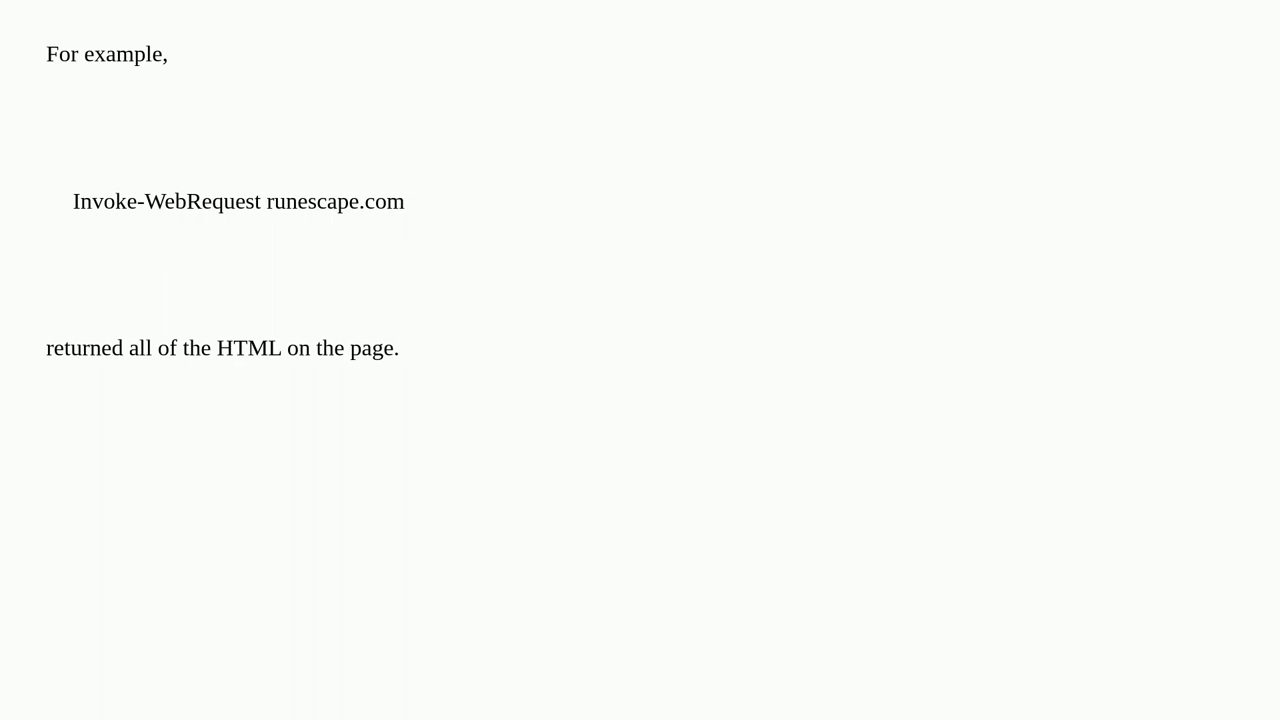 For example,
Invoke-WebRequest runescape.com
returned all of the HTML on the page.